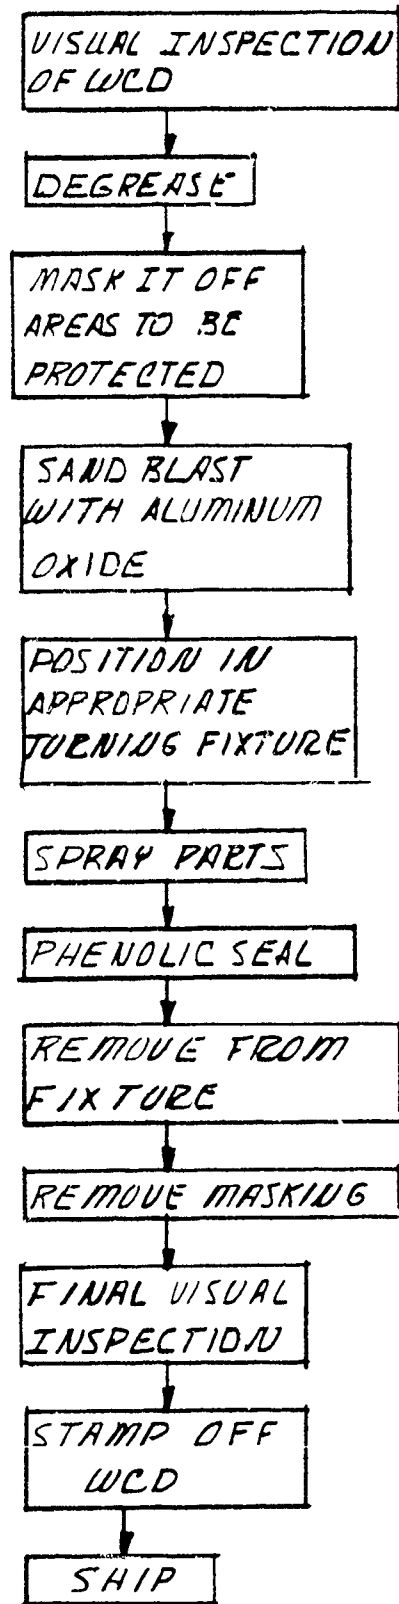 VISUAL INSPECTION
OF WCD
DEGREASE
MASK IT OFF
AREAS TO BE
PROTECTED
SAND BLAST
WITH ALUMINUM
OXIDE
POSITION IN
APPROPRIATE
TURNING FIXTURE
SPRAY PARTS
PHENOLIC SEAL
REMOVE FROM
FIXTURE
REMOVE MASKING
FINAL VISUAL
INSPECTION
STAMP OFF
WCD
SHIP